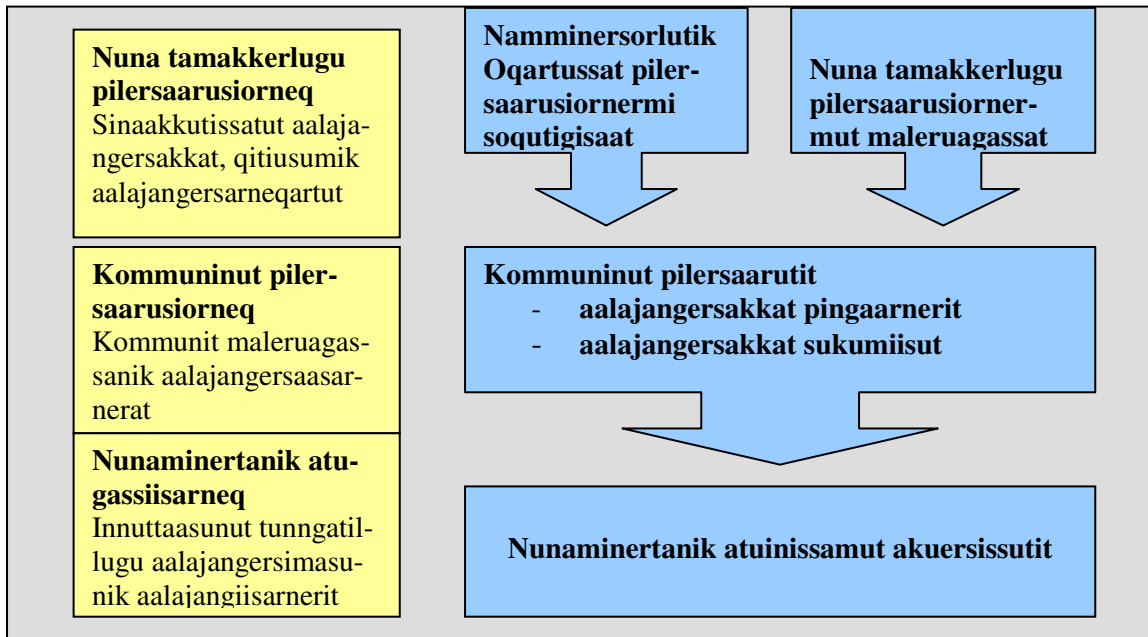 Nuna tamakkerlugu
pilersaarusiorneq
Sinaakkutissatut aalaja-
ngersakkat, qitiusumik
aalajangersarneqartut
Namminersorlutik
Oqartussat piler-
saarusiornermi
soqutigisaat
Nuna tamakkerlugu
pilersaarusiorner-
mut maleruagassat
Kommuninut piler-
saarusiorneq
Kommunit maleruagas-
sanik aalajangersaasar-
nerat
Kommuninut pilersaarutit
- aalajangersakkat pingaarnerit
- aalajangersakkat sukumiisut
Nunaminertanik atu-
gassiisarneq
Innuttaasunut tunngatil-
lugu aalajangersimasu-
nik aalajangiisarnerit
Nunaminertanik atuinissamut akuersissutit